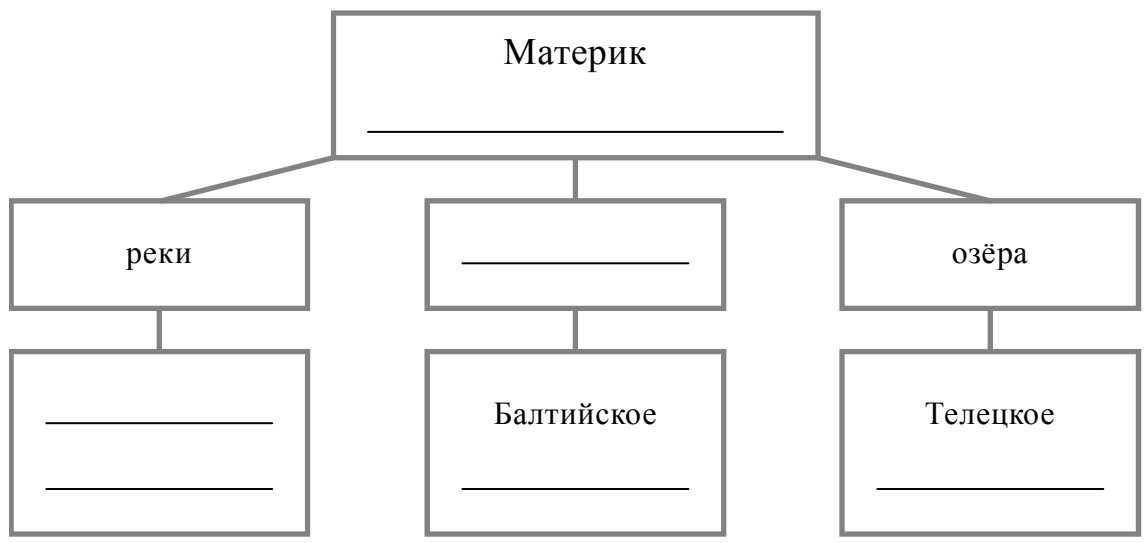 Материк
реки
озёра
Балтийское
Телецкое